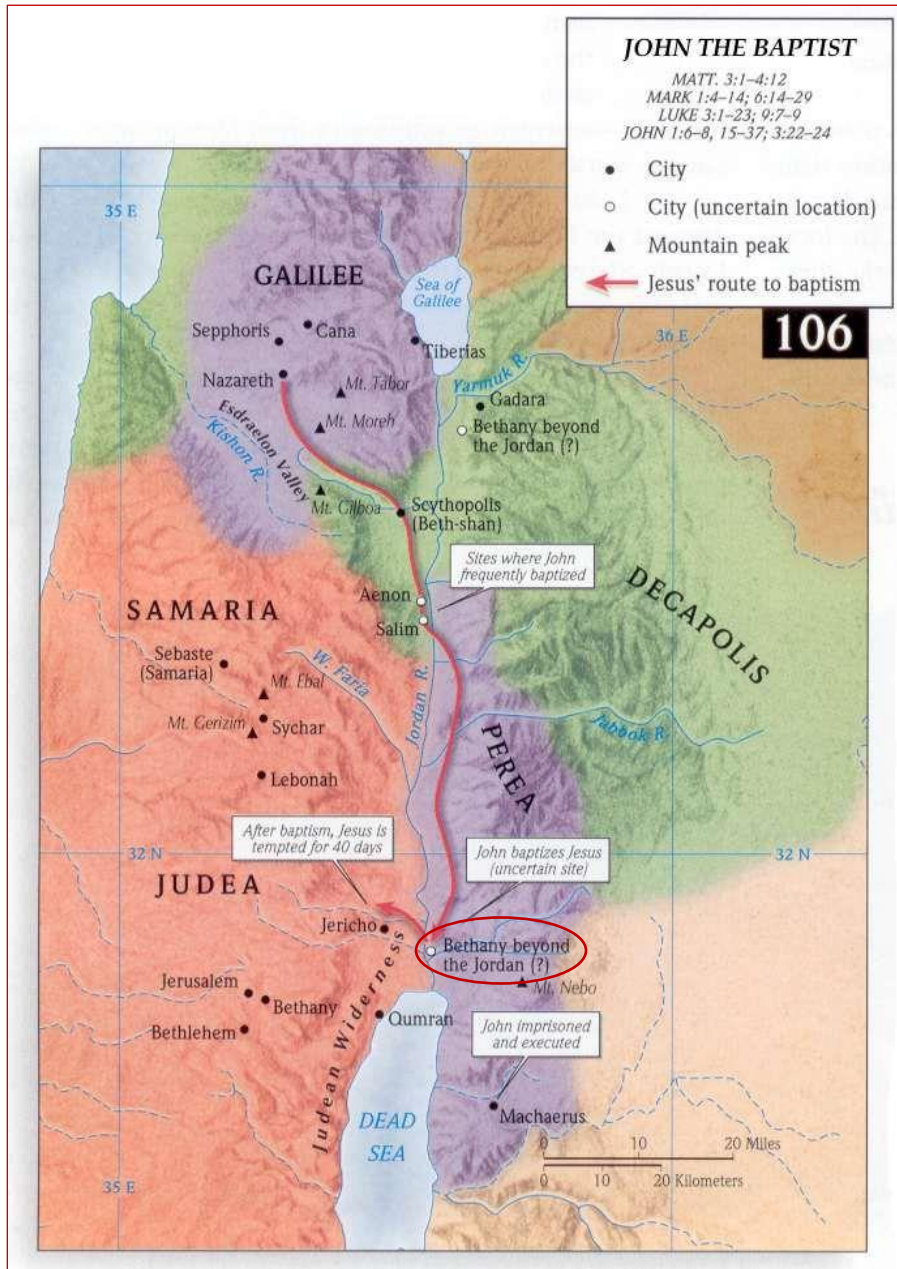 JOHN THE BAPTIST
MATT. 3:1–4:12
MARK 1:4–14; 6:14–29
LUKE 3:1–23; 9:7–9
JOHN 1:6–8, 15–37; 3:22–24
City
City (uncertain location)
Mountain peak
Jesus' route to baptism
106
35 E
36 E
GALILEE
Sea of
Galilee
Sepphoris
Cana
Tiberias
Nazareth
Mt. Tabor
Yarmuk R.
Gadara
Mt. Moreh
Bethany beyond
the Jordan (?)
Esdraelon Valley
Kishon R.
Mt. Gilboa
Scythopolis
(Beth-shan)
Sites where John
frequently baptized
DECAPOLIS
Aenon
Salim
SAMARIA
Sebaste
(Samaria)
W. Faria
Jordan R.
Mt. Ebal
Mt. Gerizim
Sychar
Jabbok R.
PEREA
Lebonah
After baptism, Jesus is
tempted for 40 days
John baptizes Jesus
(uncertain site)
32 N
32 N
JUDEA
Jericho
Bethany beyond
the Jordan (?)
Mt. Nebo
Jerusalem
Bethany
Bethlehem
Qumran
Judean Wilderness
John imprisoned
and executed
Machaerus
DEAD
SEA
0 10 20 Miles
0 10 20 Kilometers
35 E